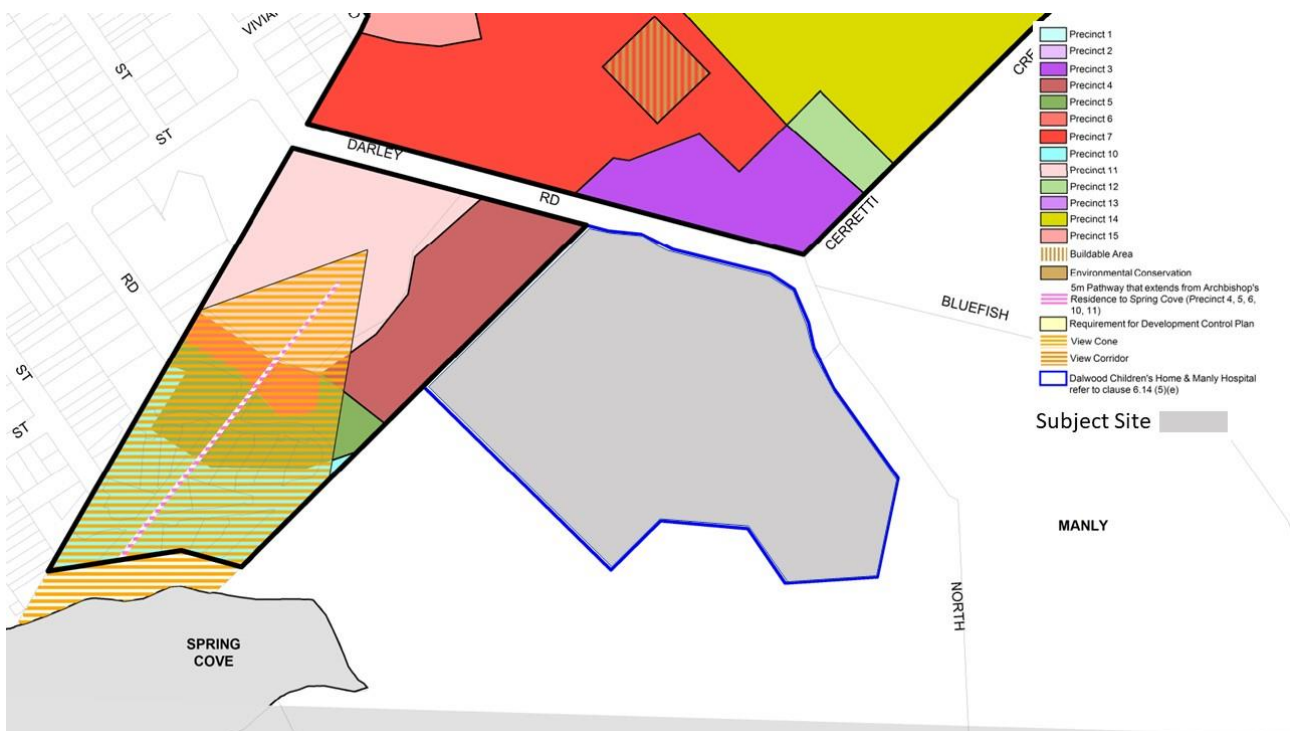 VIVIAN
ST
ST
DARLEY
RD
RD
ST
ST
CERRETTI
CRE
BLUEFISH
NORTH
MANLY
SPRING
COVE
Precinct 1
Precinct 2
Precinct 3
Precinct 4
Precinct 5
Precinct 6
Precinct 7
Precinct 10
Precinct 11
Precinct 12
Precinct 13
Precinct 14
Precinct 15
Buildable Area
Environmental Conservation
5m Pathway that extends from Archbishop's
Residence to Spring Cove (Precinct 4, 5, 6,
10, 11)
Requirement for Development Control Plan
View Cone
View Corridor
Dalwood Children's Home & Manly Hospital
refer to clause 6.14 (5)(e)
Subject Site